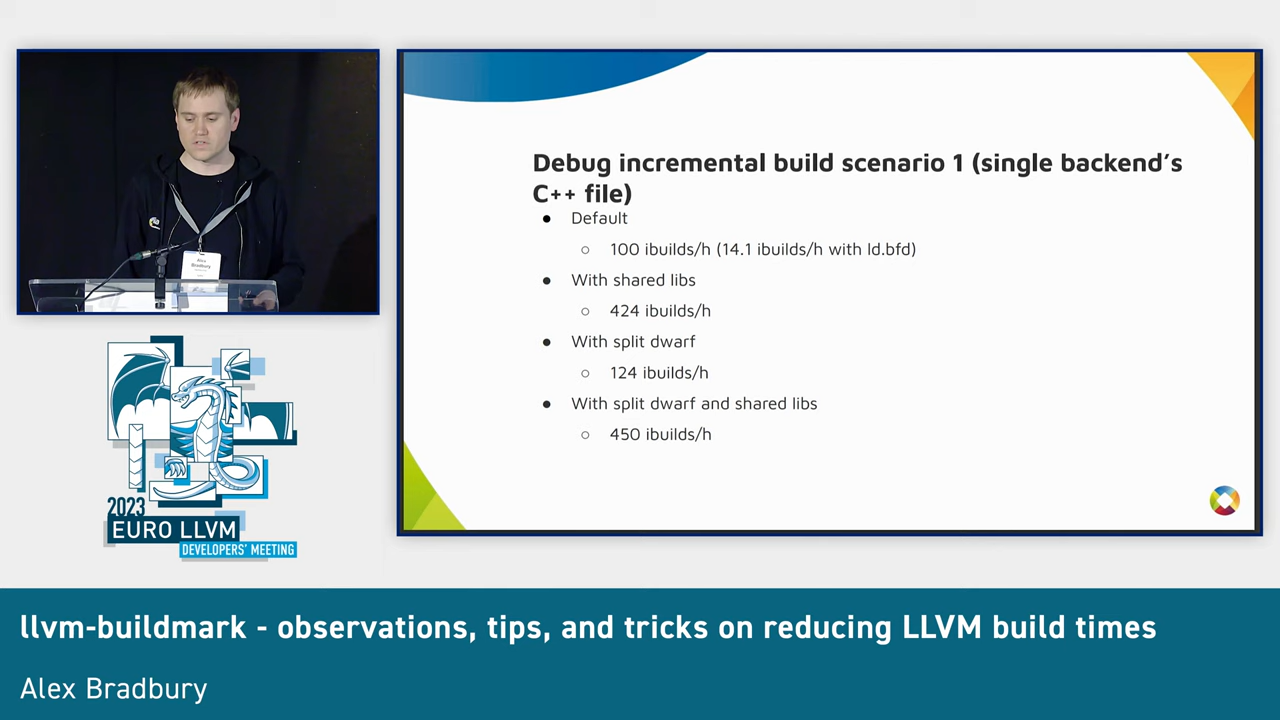 Debug incremental build scenario 1 (single backend's
C++ file)
● Default
○ 100 ibuilds/h (14.1 ibuilds/h with ld.bfd)
● With shared libs
○ 424 ibuilds/h
● With split dwarf
○ 124 ibuilds/h
● With split dwarf and shared libs
○ 450 ibuilds/h
Alex
Bradbury
2023
EURO LLVM
DEVELOPERS' MEETING
llvm-buildmark - observations, tips, and tricks on reducing LLVM build times
Alex Bradbury